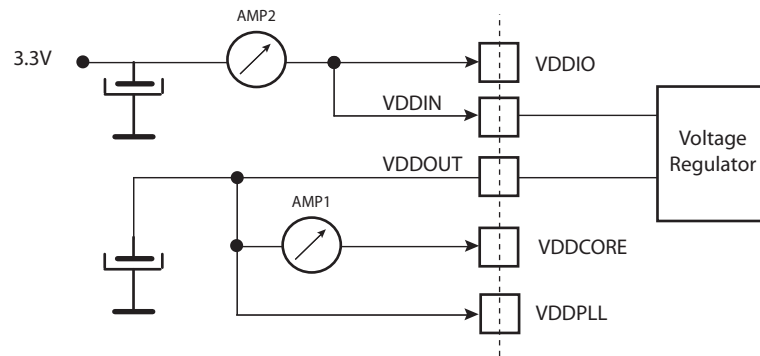 AMP2
3.3V
VDDIO
VDDIN
Voltage
Regulator
VDDOUT
AMP1
VDDCORE
VDDPLL